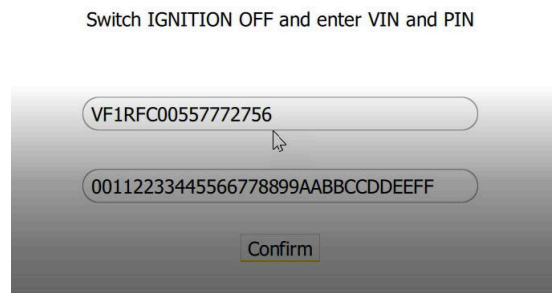 Switch IGNITION OFF and enter VIN and PIN
VF1RFC00557772756
00112233445566778899AABBCCDDEEFF
Confirm